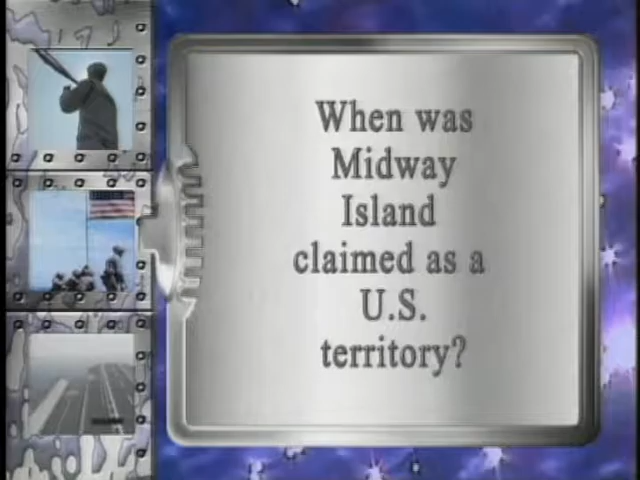 When was
Midway
Island
claimed as a
U.S.
territory?